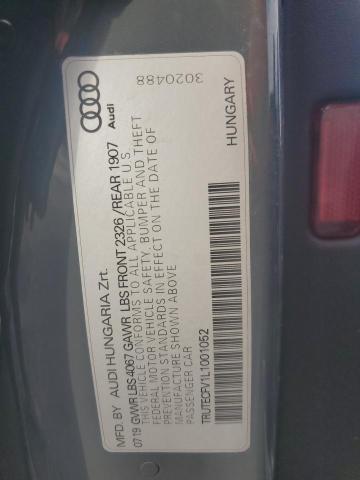 MFD. BY AUDI HUNGARIA Zrt.
07/19 GVWR LBS 4067 GAWR LBS FRONT 2326 /REAR 1907
THIS VEHICLE CONFORMS TO ALL APPLICABLE U.S.
FEDERAL MOTOR VEHICLE SAFETY, BUMPER AND THEFT
PREVENTION STANDARDS IN EFFECT ON THE DATE OF
MANUFACTURE SHOWN ABOVE
PASSENGER CAR
TRUTECFV1L1001052
HUNGARY
Audi
3020488